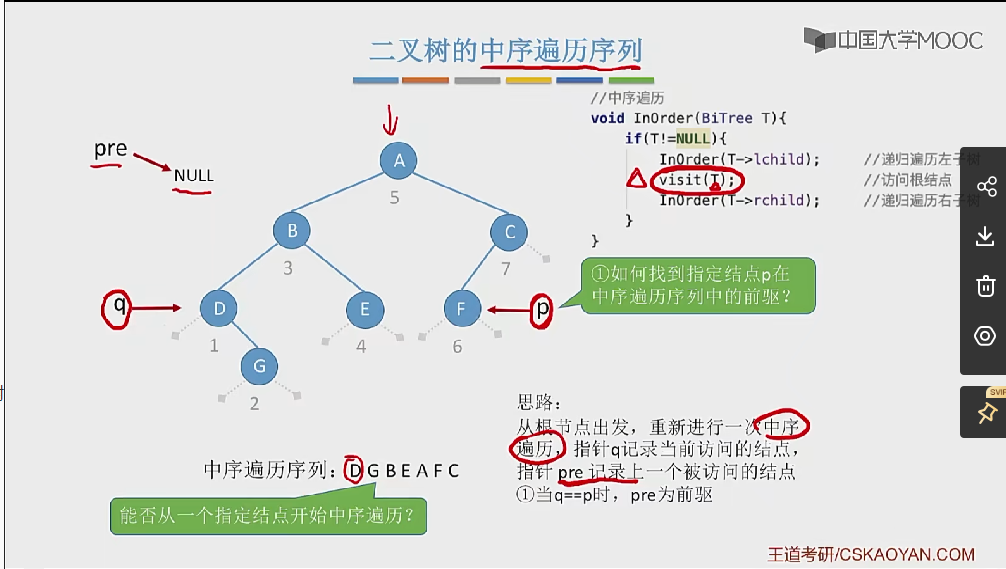 二叉树的中序遍历序列
中国大学MOOC
//中序遍历
void InOrder(BiTree T){
if(T!=NULL){
InOrder(T->lchild); //递归遍历左子树
visit(T); //访问根结点
InOrder(T->rchild); //递归遍历右子树
}
}
pre
NULL
A
5
B
3
C
7
①如何找到指定结点p在
中序遍历序列中的前驱？
q
D
1
E
4
F
6
p
G
2
思路：
从根节点出发，重新进行一次中序
遍历，指针q记录当前访问的结点，
指针 pre 记录上一个被访问的结点
①当q==p时，pre为前驱
中序遍历序列：D G B E A F C
能否从一个指定结点开始中序遍历？
SVIP
王道考研/CSKAOYAN.COM